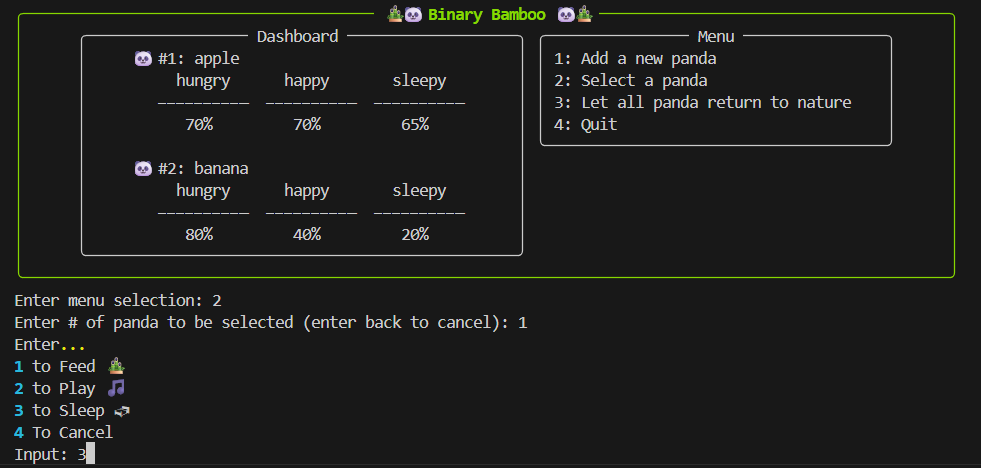 🎍🐼 Binary Bamboo 🐼🎍
Dashboard
🐼 #1: apple
hungry happy sleepy
70% 70% 65%
🐼 #2: banana
hungry happy sleepy
80% 40% 20%
Menu
1: Add a new panda
2: Select a panda
3: Let all panda return to nature
4: Quit
Enter menu selection: 2
Enter # of panda to be selected (enter back to cancel): 1
Enter...
1 to Feed 🎍
2 to Play 🎵
3 to Sleep 🛏
4 To Cancel
Input: 3